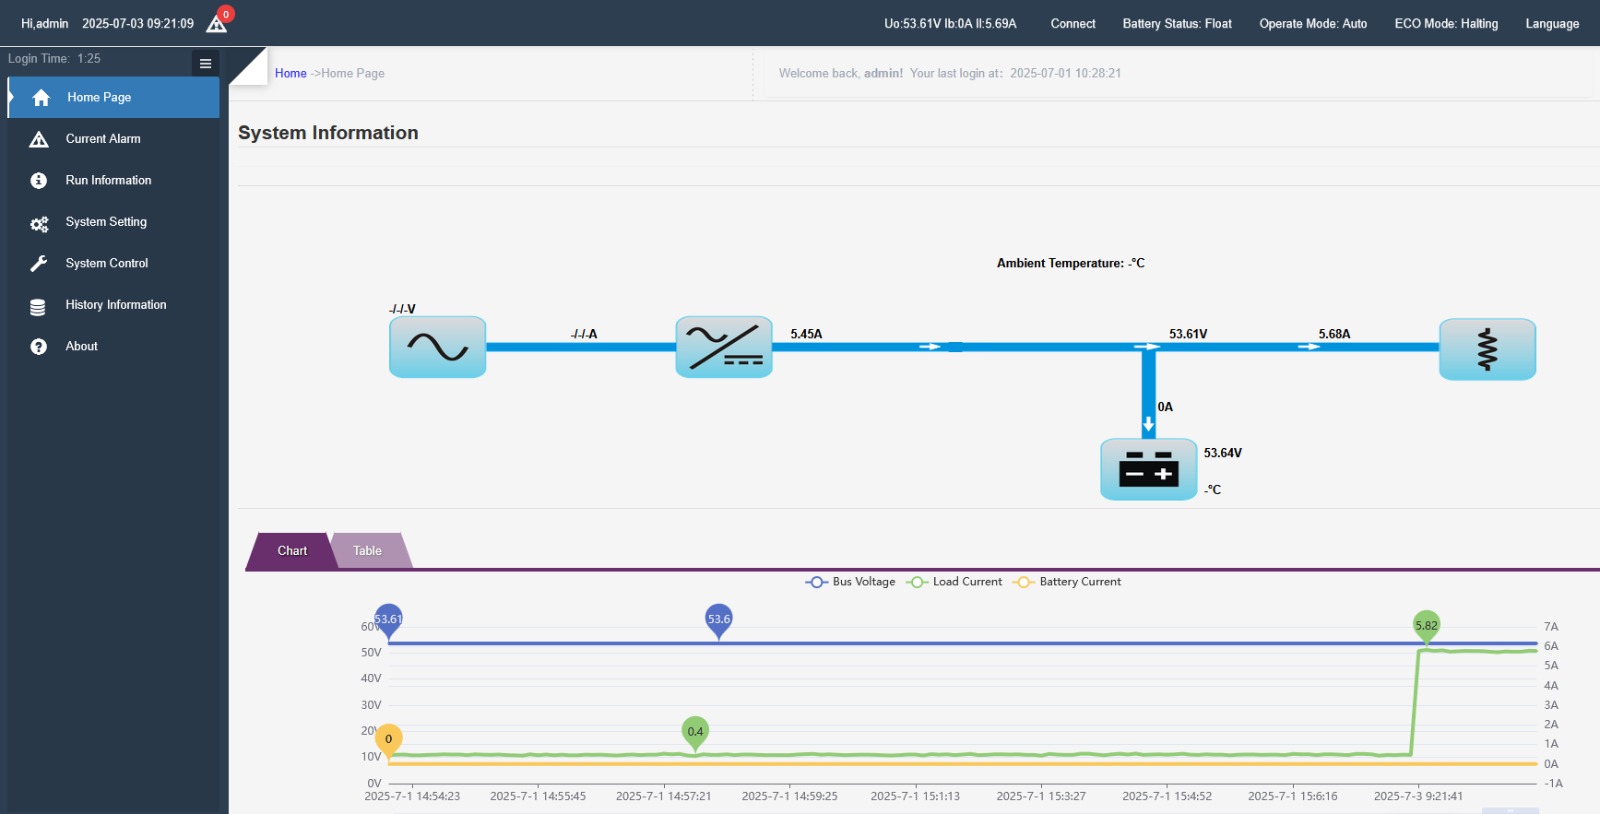 Hi,admin 2025-07-03 09:21:09 0 Uo:53.61V Ib:0A Il:5.69A Connect Battery Status: Float Operate Mode: Auto ECO Mode: Halting Language
Login Time: 1:25
Home ->Home Page Welcome back, admin! Your last login at: 2025-07-01 10:28:21
Home Page
Current Alarm
Run Information
System Setting
System Control
History Information
About
System Information
Ambient Temperature: -°C
-/-/-V
-/-/-A 5.45A 53.61V 5.68A
0A
53.64V
-°C
Chart Table
Bus Voltage Load Current Battery Current
53.61 53.6 5.82
60V 7A
6A
50V
5A
40V 4A
30V 3A
20V 0.4 2A
0 1A
10V
0A
0V -1A
2025-7-1 14:54:23 2025-7-1 14:55:45 2025-7-1 14:57:21 2025-7-1 14:59:25 2025-7-1 15:1:13 2025-7-1 15:3:27 2025-7-1 15:4:52 2025-7-1 15:6:16 2025-7-3 9:21:41